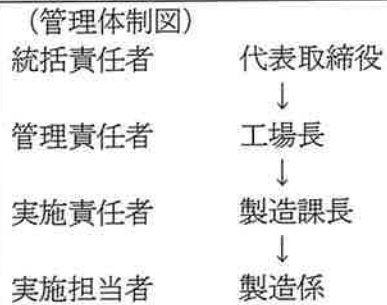 （管理体制図）
統括責任者　代表取締役
↓
管理責任者　工場長
↓
実施責任者　製造課長
↓
実施担当者　製造係